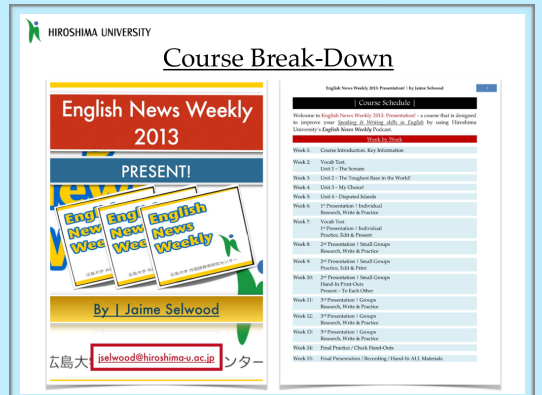 HIROSHIMA UNIVERSITY
Course Break-Down
English News Weekly
2013
PRESENT!
English
News
Weekly
By | Jaime Selwood
広島大
jselwood@hiroshima-u.ac.jp
ンター
English News Weekly 2013: Presentation! | by Jaime Selwood
1
| Course Schedule |
Welcome to English News Weekly 2013: Presentation! - a course that is designed
to improve your Speaking & Writing skills in English by using Hiroshima
University's English News Weekly Podcast.
Week by Week
Week 1: Course Introduction. Key Information
Week 2: Vocab Test.
Unit 1 – The Scream
Week 3: Unit 2 – The Toughest Race in the World!
Week 4: Unit 3 – My Choice!
Week 5: Unit 4 – Disputed Islands
Week 6: 1st Presentation | Individual
Research, Write & Practice
Week 7: Vocab Test
1st Presentation | Individual
Practice, Edit & Present
Week 8: 2nd Presentation | Small Groups
Research, Write & Practice
Week 9: 2nd Presentation | Small Groups
Practice, Edit & Print
Week 10: 2nd Presentation | Small Groups
Hand-In Print-Outs
Present – To Each Other
Week 11: 3rd Presentation | Groups
Research, Write & Practice
Week 12: 3rd Presentation | Groups
Research, Write & Practice
Week 13: 3rd Presentation | Groups
Research, Write & Practice
Week 14: Final Practice / Check Hand-Outs
Week 15: Final Presentation / Recording / Hand-In ALL Materials.